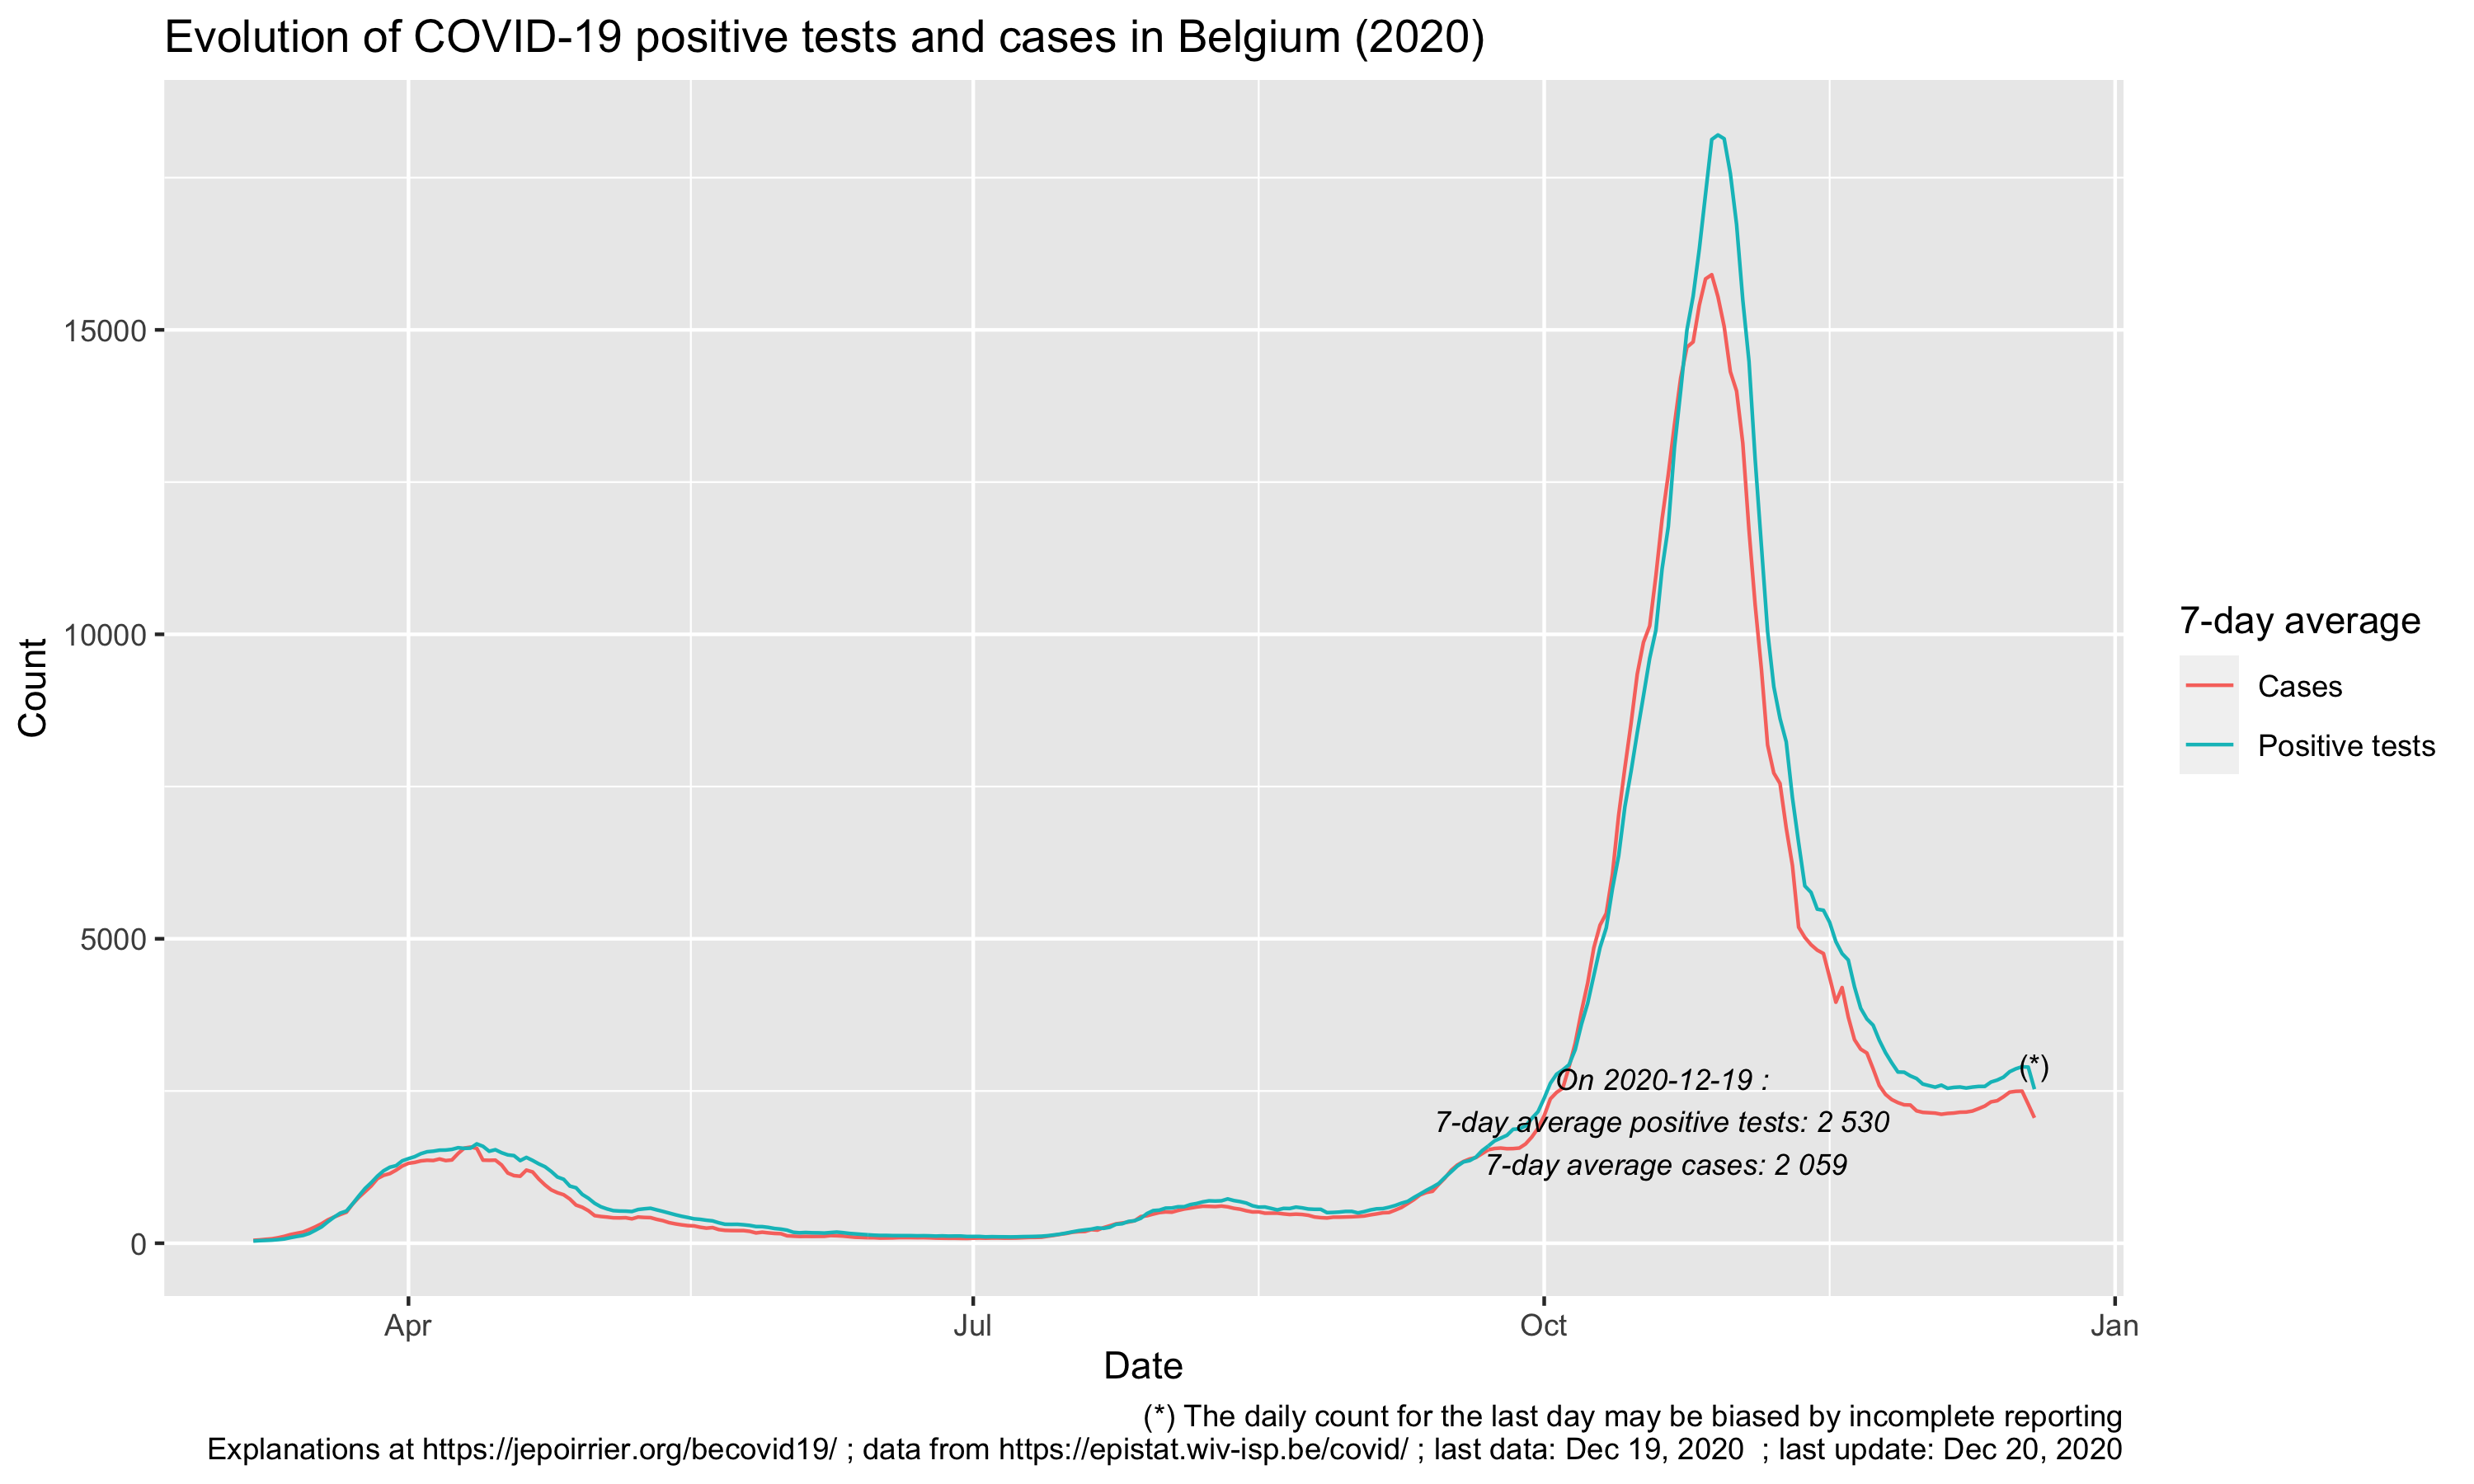 Evolution of COVID-19 positive tests and cases in Belgium (2020)
Count
15000
10000
5000
0
(*)
On 2020-12-19 :
7-day average positive tests: 2 530
7-day average cases: 2 059
7-day average
Cases
Positive tests
Apr
Jul
Oct
Jan
Date
(*) The daily count for the last day may be biased by incomplete reporting
Explanations at https://jepoirrier.org/becovid19/ ; data from https://epistat.wiv-isp.be/covid/ ; last data: Dec 19, 2020  ; last update: Dec 20, 2020